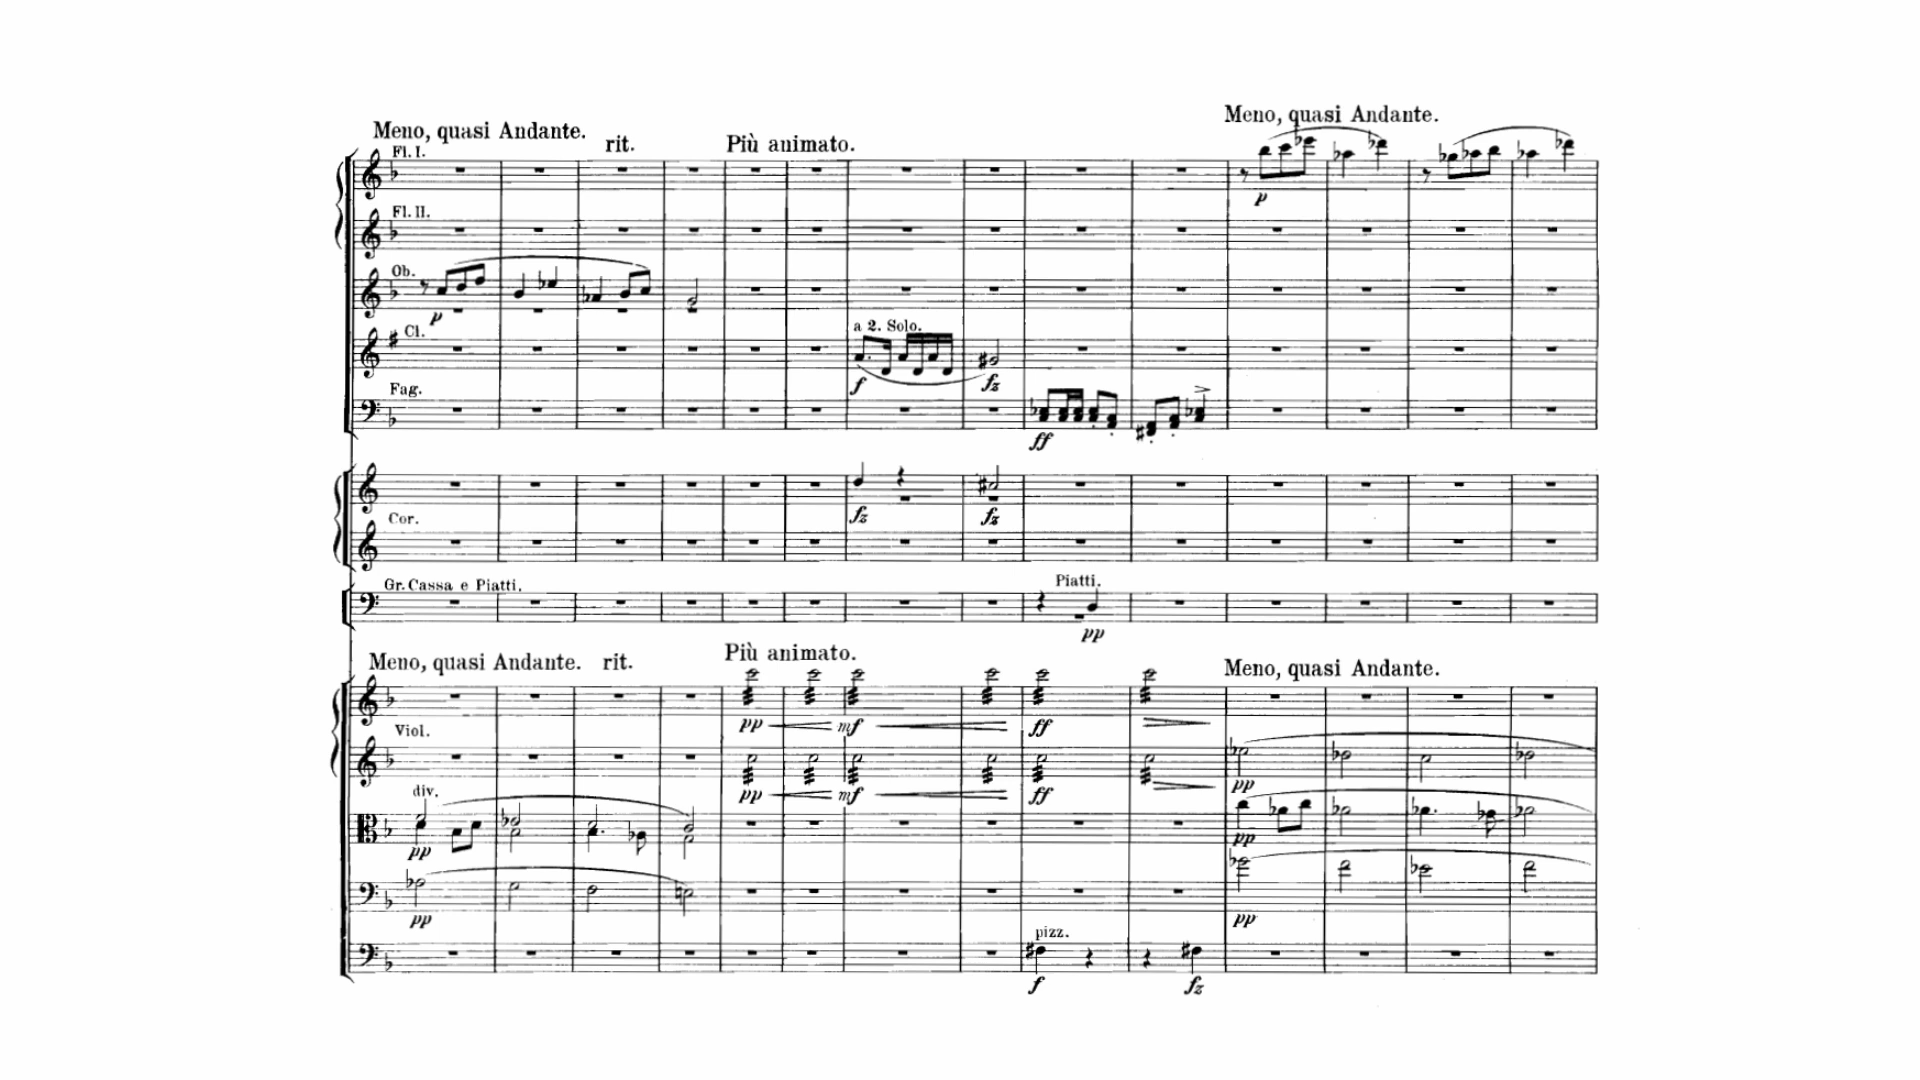 Meno, quasi Andante. rit. Più animato. Meno, quasi Andante.
Fl. I.
Fl. II.
Ob.
p
p
Cl. a 2. Solo.
f fz
Fag.
ff
fz fz
Cor.
Gr. Cassa e Piatti. Piatti.
pp
Meno, quasi Andante. rit. Più animato. Meno, quasi Andante.
pp mf ff
Viol.
pp mf ff pp
div.
pp pp
pp pp
pizz.
f fz